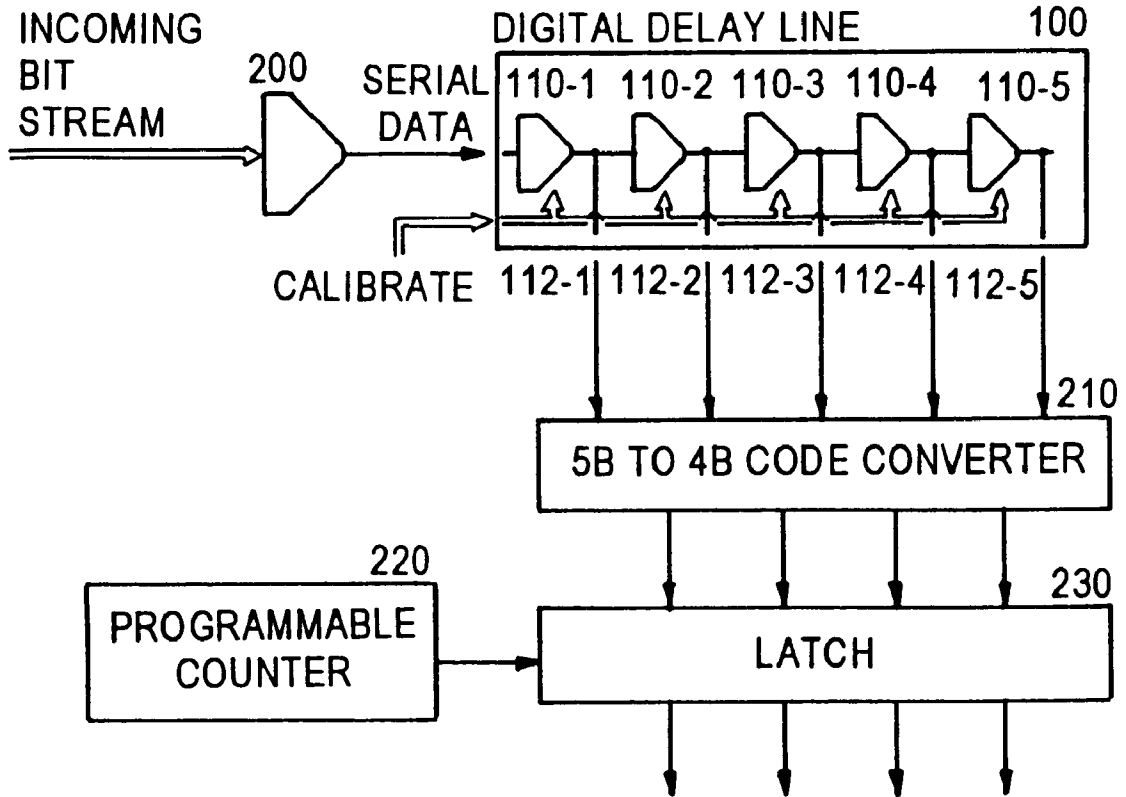 INCOMING
BIT
STREAM
200
SERIAL
DATA
DIGITAL DELAY LINE
100
110-1 110-2 110-3 110-4 110-5
CALIBRATE
112-1 112-2 112-3 112-4 112-5
210
5B TO 4B CODE CONVERTER
220
PROGRAMMABLE
COUNTER
230
LATCH